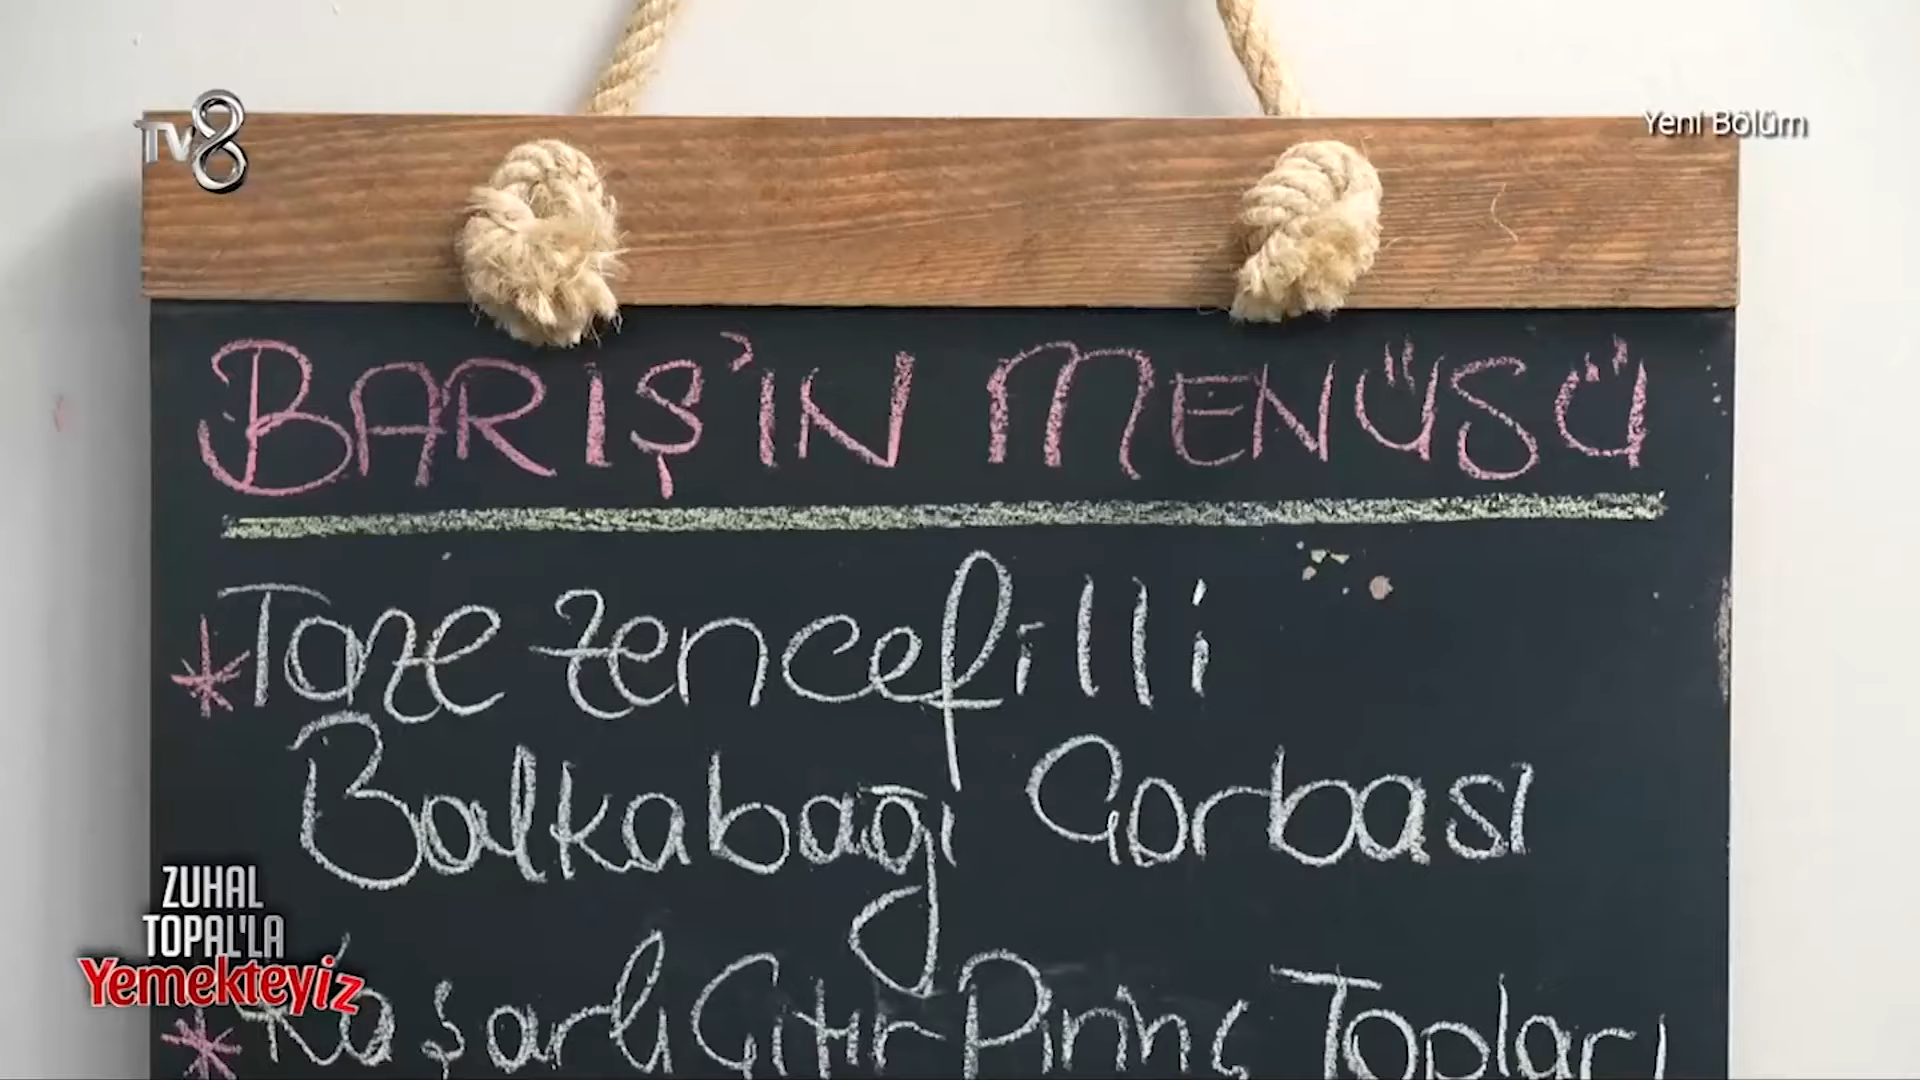 TV8
Yeni Bölüm
BARIŞ'IN MENÜSÜ
* Taze zencefilli
Balkabağı Çorbası
* Kaşarlı Çıtır Pirinç Topları
ZUHAL
TOPAL'LA
Yemekteyiz